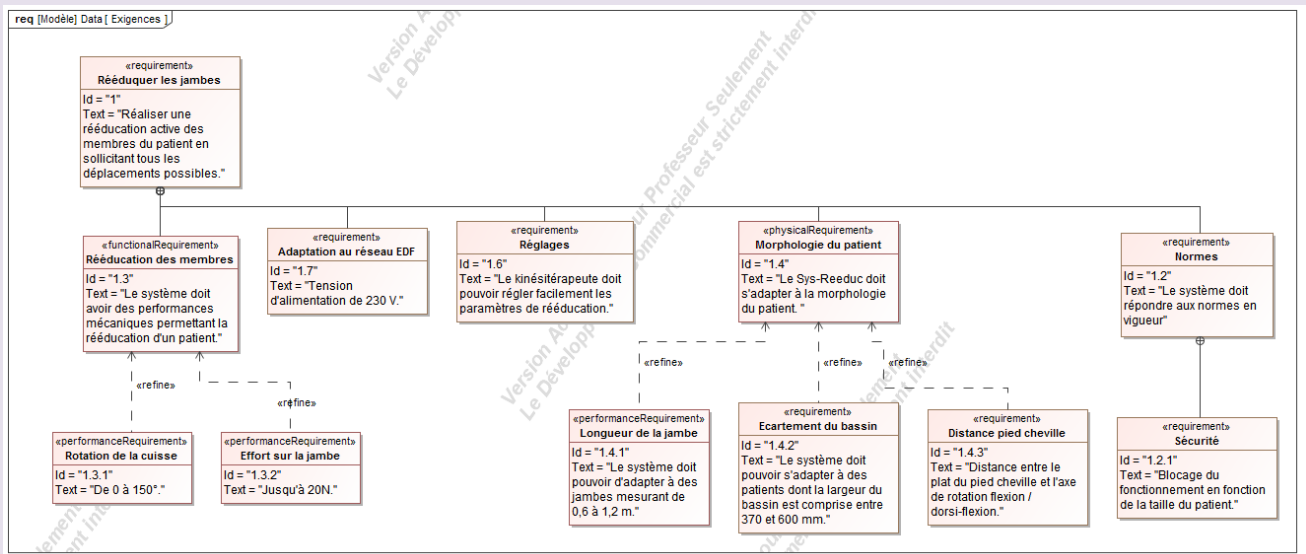 req [Modèle] Data [ Exigences ]
«requirement»
Rééduquer les jambes
Id = "1"
Text = "Réaliser une
rééducation active des
membres du patient en
sollicitant tous les
déplacements possibles."
«functionalRequirement»
Rééducation des membres
Id = "1.3"
Text = "Le système doit
avoir des performances
mécaniques permettant la
rééducation d'un patient."
«requirement»
Adaptation au réseau EDF
Id = "1.7"
Text = "Tension
d'alimentation de 230 V."
«requirement»
Réglages
Id = "1.6"
Text = "Le kinésitérapeute doit
pouvoir régler facilement les
paramètres de rééducation."
«physicalRequirement»
Morphologie du patient
Id = "1.4"
Text = "Le Sys-Reeduc doit
s'adapter à la morphologie
du patient. "
«requirement»
Normes
Id = "1.2"
Text = "Le système doit
répondre aux normes en
vigueur"
«refine»
«refine»
«refine»
«refine»
«refine»
«performanceRequirement»
Rotation de la cuisse
Id = "1.3.1"
Text = "De 0 à 150°."
«performanceRequirement»
Effort sur la jambe
Id = "1.3.2"
Text = "Jusqu'à 20N."
«performanceRequirement»
Longueur de la jambe
Id = "1.4.1"
Text = "Le système doit
pouvoir d'adapter à des
jambes mesurant de
0,6 à 1,2 m."
«requirement»
Ecartement du bassin
Id = "1.4.2"
Text = "Le système doit
pouvoir s'adapter à des
patients dont la largeur du
bassin est comprise entre
370 et 600 mm."
«requirement»
Distance pied cheville
Id = "1.4.3"
Text = "Distance entre le
plat du pied cheville et l'axe
de rotation flexion /
dorsi-flexion."
«requirement»
Sécurité
Id = "1.2.1"
Text = "Blocage du
fonctionnement en fonction
de la taille du patient."
Version
Le Dévelop
Professeur Seulement
est strictement interdit
Version
Le Développ